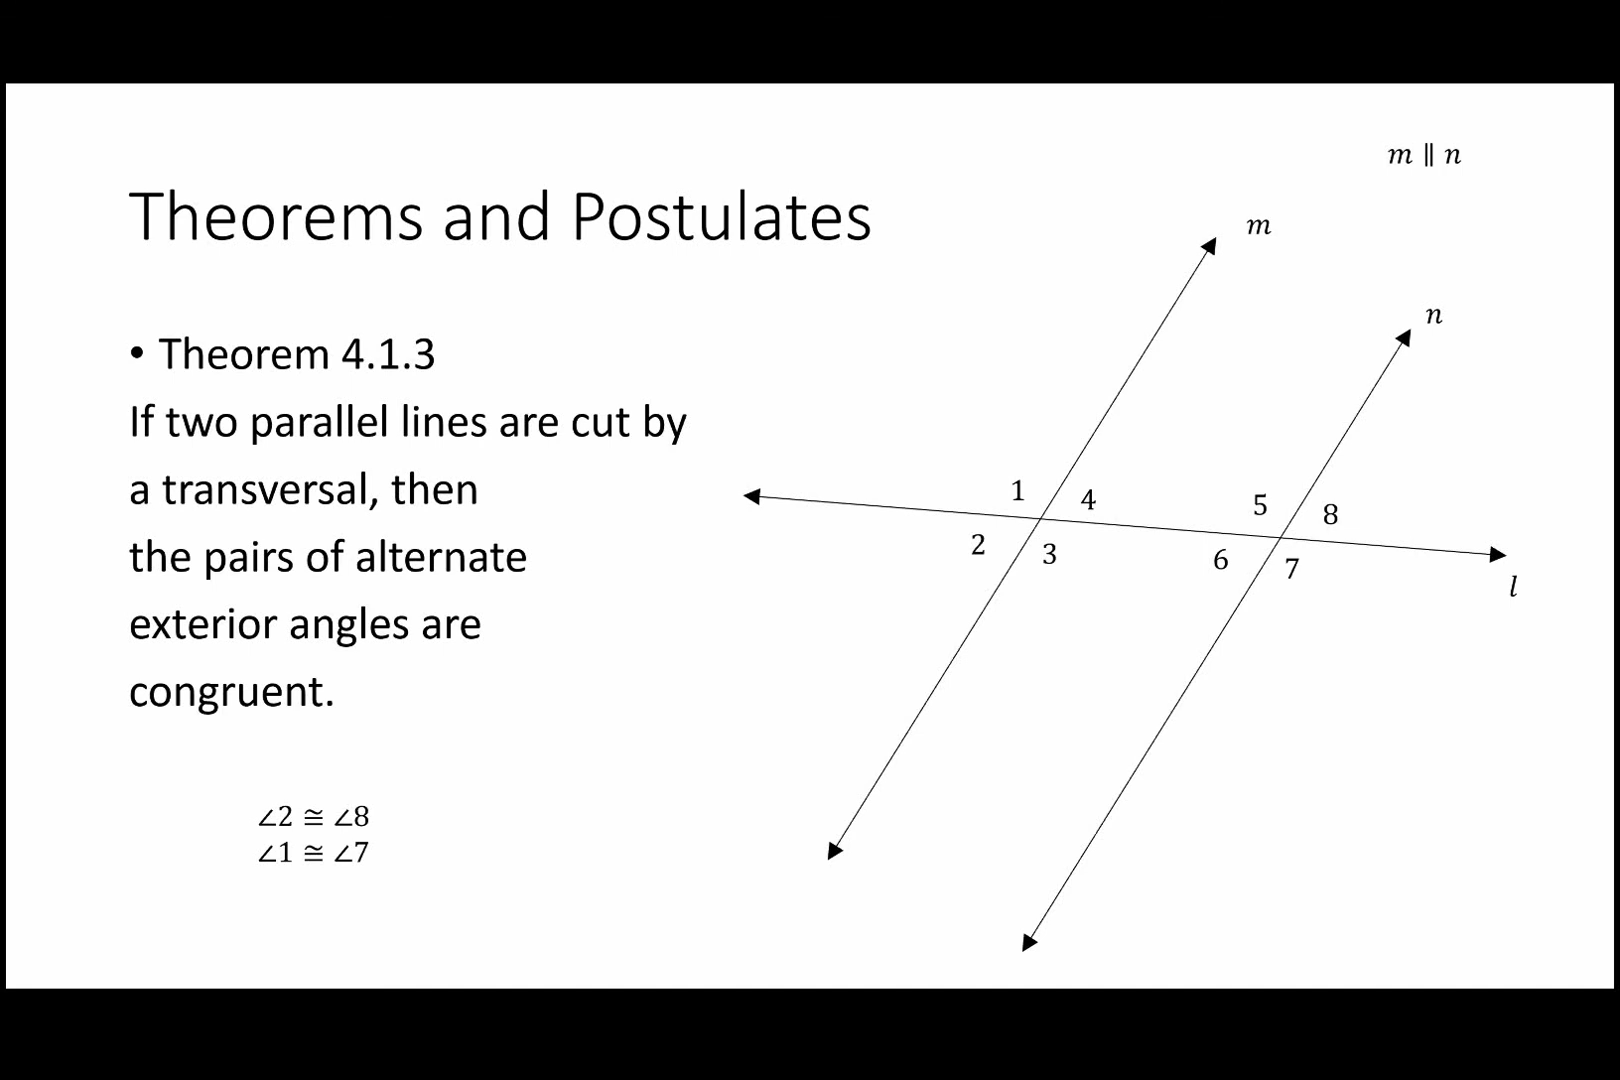 m ∥ n
Theorems and Postulates
m
n
• Theorem 4.1.3
If two parallel lines are cut by
a transversal, then
the pairs of alternate
exterior angles are
congruent.
1 4 5 8
2 3 6 7
l
∠2 ≅ ∠8
∠1 ≅ ∠7